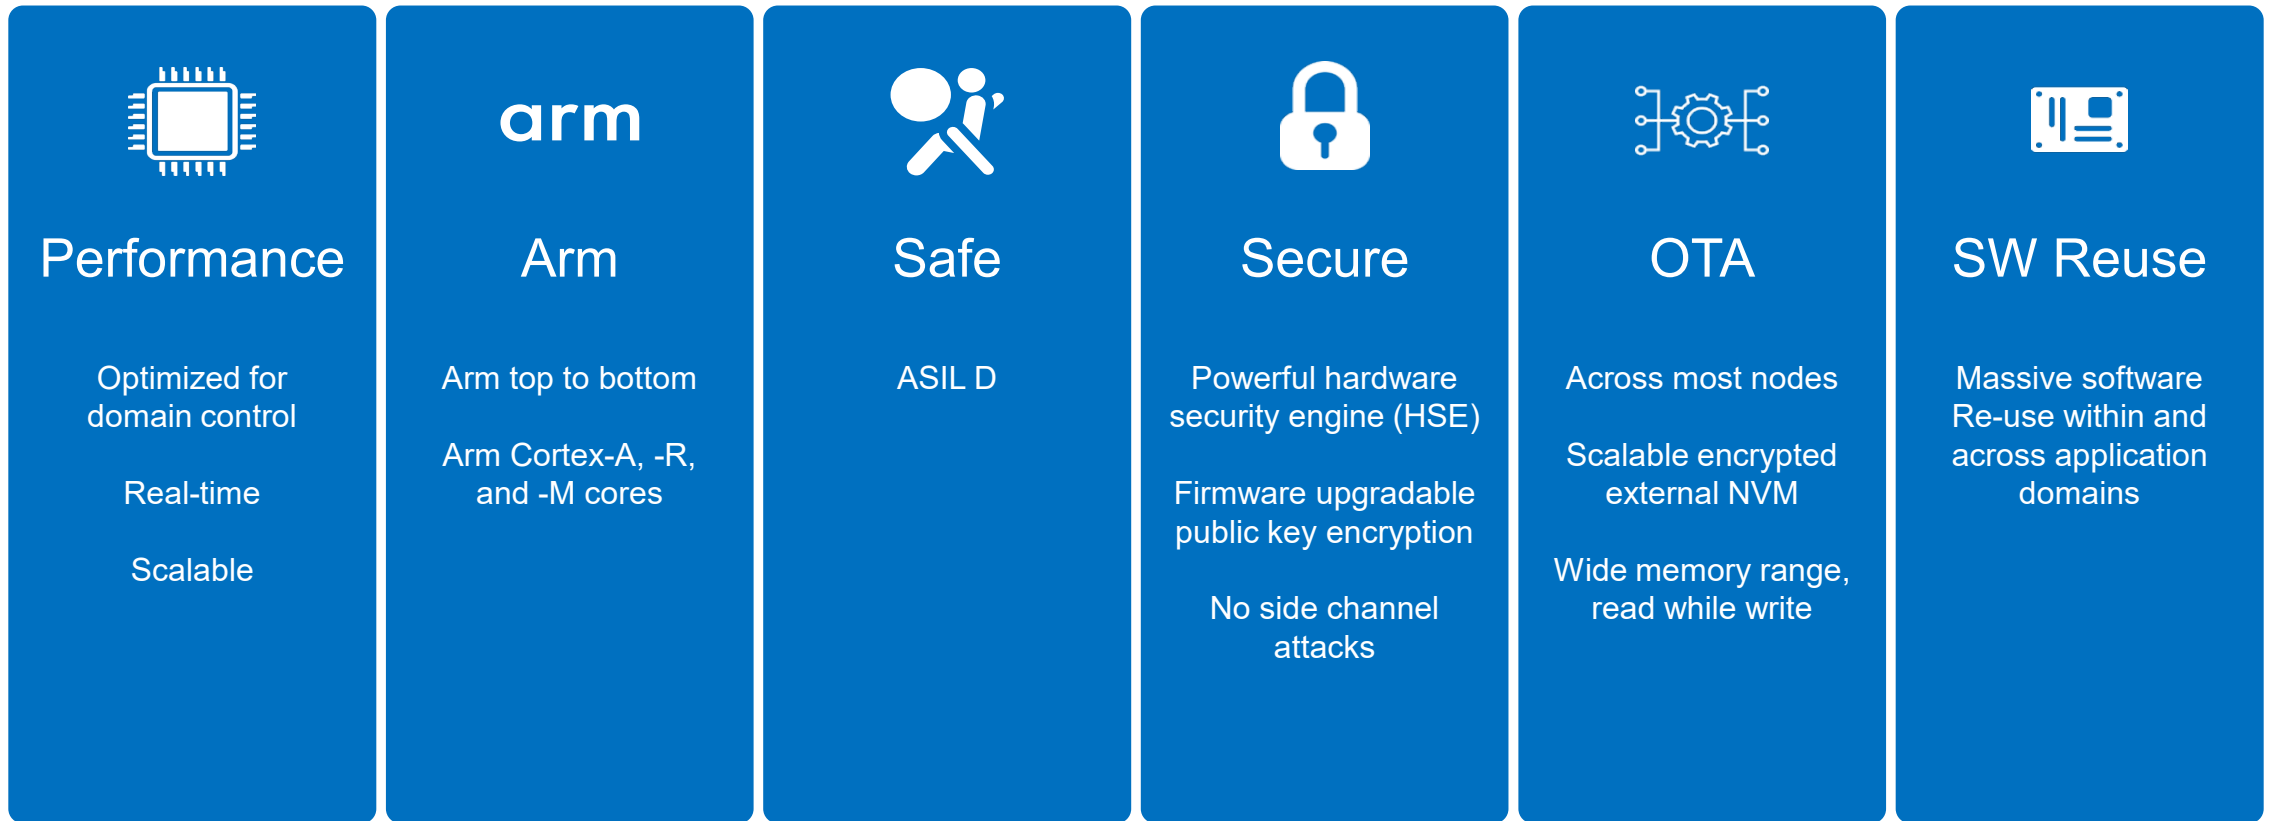 Performance
Optimized for
domain control
Real-time
Scalable
arm
Arm
Arm top to bottom
Arm Cortex-A, -R,
and -M cores
Safe
ASIL D
Secure
Powerful hardware
security engine (HSE)
Firmware upgradable
public key encryption
No side channel
attacks
OTA
Across most nodes
Scalable encrypted
external NVM
Wide memory range,
read while write
SW Reuse
Massive software
Re-use within and
across application
domains